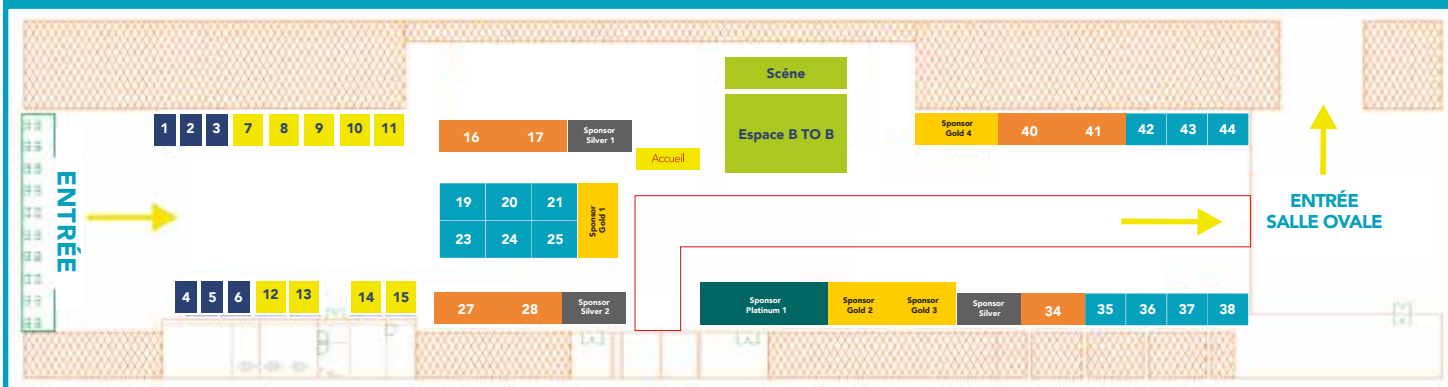 Scéne
Espace B TO B
1 2 3 7 8 9 10 11
16 17 Sponsor
Silver 1
Accueil
Sponsor
Gold 4
40 41 42 43 44
ENTRÉE
19 20 21
23 24 25
Sponsor
Gold 1
ENTRÉE
SALLE OVALE
4 5 6 12 13 14 15
27 28 Sponsor
Silver 2
Sponsor
Platinum 1
Sponsor
Gold 2
Sponsor
Gold 3
Sponsor
Silver
34 35 36 37 38